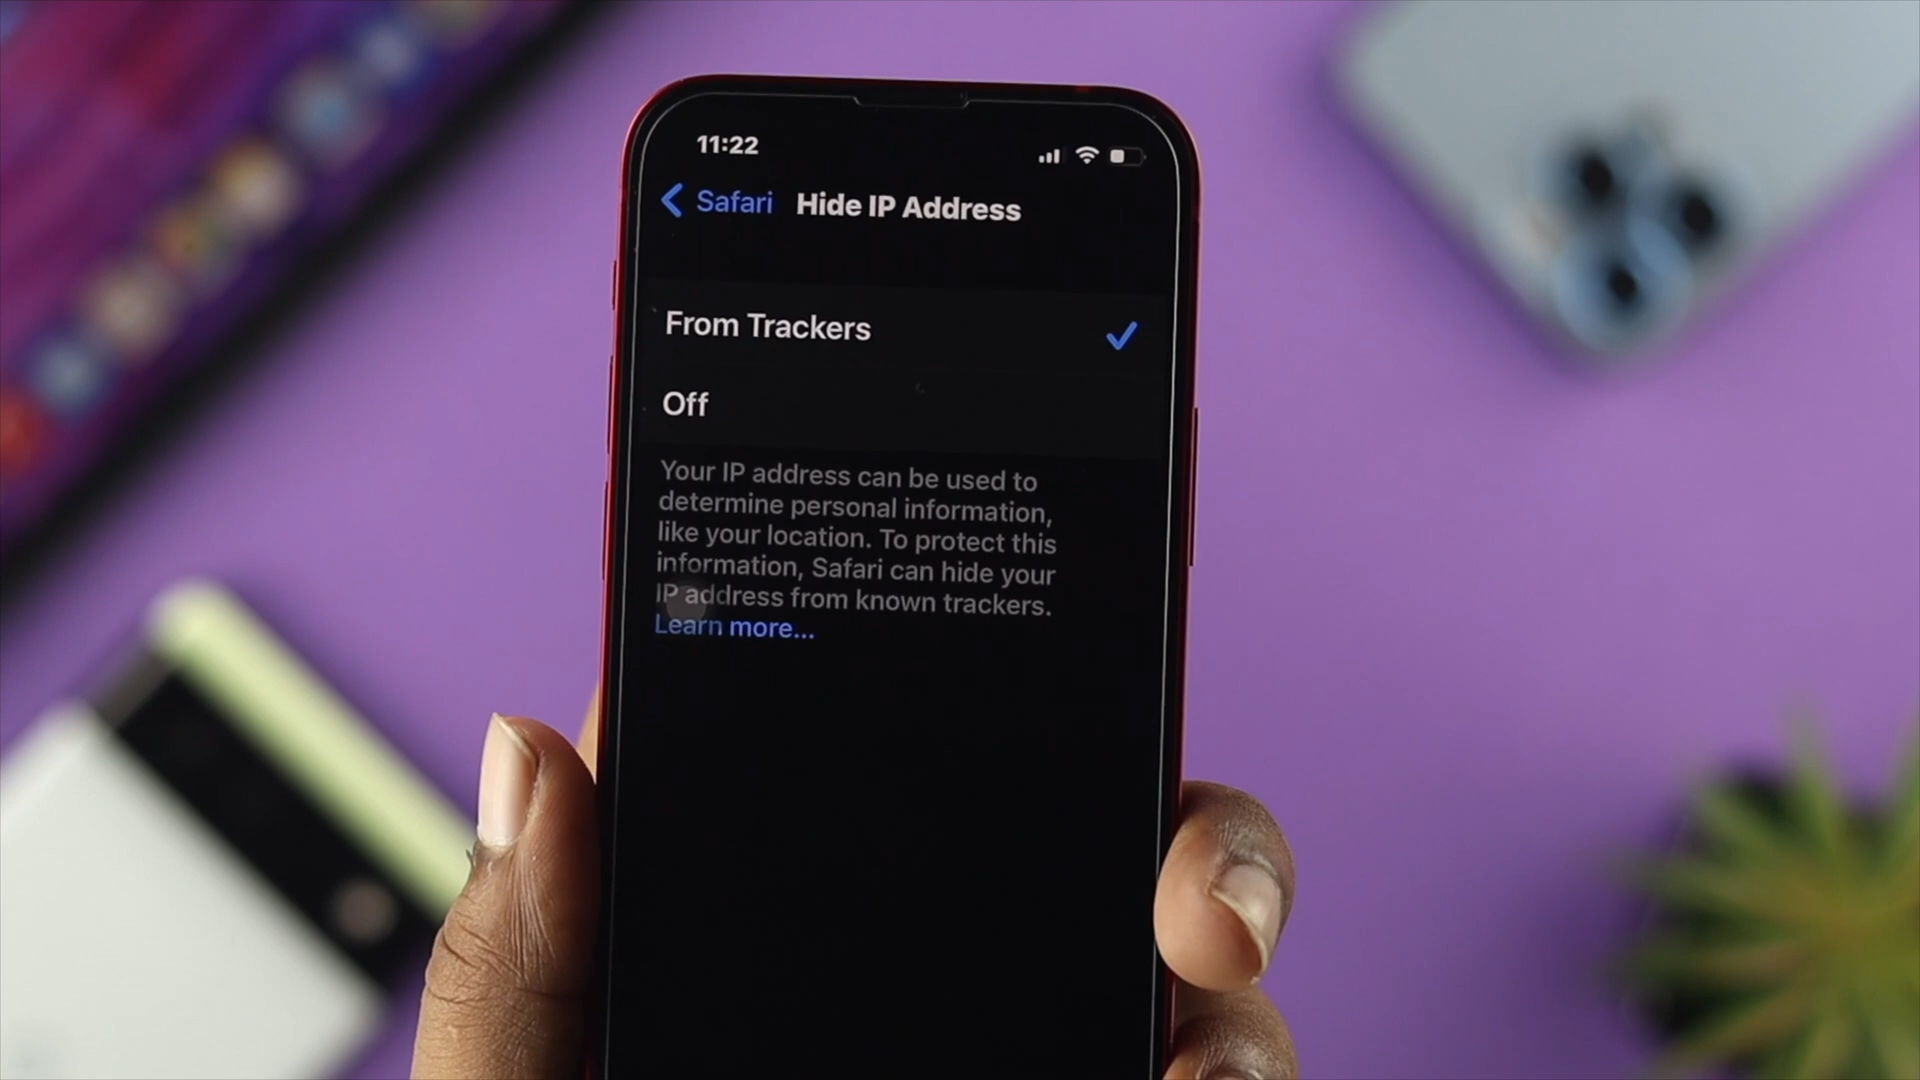 11:22
Safari Hide IP Address
From Trackers
Off
Your IP address can be used to
determine personal information,
like your location. To protect this
information, Safari can hide your
IP address from known trackers.
Learn more...